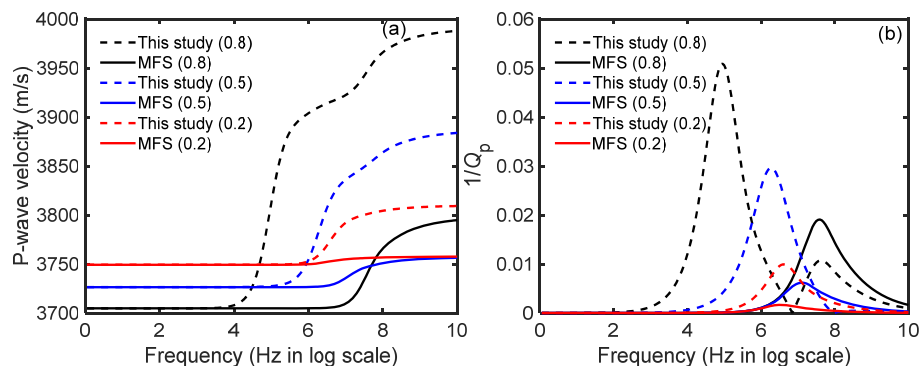 4000
3950
3900
3850
3800
3750
3700
P-wave velocity (m/s)
(a)
This study (0.8)
MFS (0.8)
This study (0.5)
MFS (0.5)
This study (0.2)
MFS (0.2)
0 2 4 6 8 10
Frequency (Hz in log scale)
0.06
0.05
0.04
0.03
0.02
0.01
0
1/Qp
(b)
This study (0.8)
MFS (0.8)
This study (0.5)
MFS (0.5)
This study (0.2)
MFS (0.2)
0 2 4 6 8 10
Frequency (Hz in log scale)